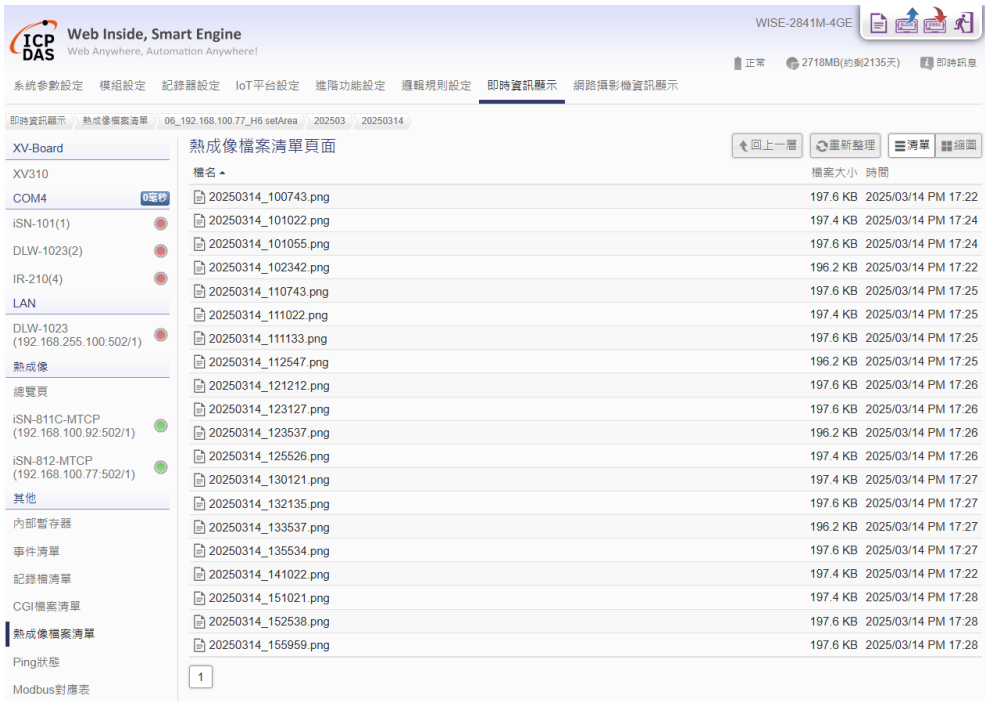 ICP DAS
Web Inside, Smart Engine
Web Anywhere, Automation Anywhere!
WISE-2841M-4GE
正常 2718MB(約剩2135天) 即時訊息
系統參數設定 模組設定 記錄器設定 IoT平台設定 進階功能設定 邏輯規則設定 即時資訊顯示 網路攝影機資訊顯示
即時資訊顯示 熱成像檔案清單 06_192.168.100.77_H6 setArea 202503 20250314
XV-Board
XV310
COM4 0毫秒
iSN-101(1)
DLW-1023(2)
IR-210(4)
LAN
DLW-1023
(192.168.255.100:502/1)
熱成像
總覽頁
iSN-811C-MTCP
(192.168.100.92:502/1)
iSN-812-MTCP
(192.168.100.77:502/1)
其他
內部暫存器
事件清單
記錄檔清單
CGI檔案清單
熱成像檔案清單
Ping狀態
Modbus對應表
熱成像檔案清單頁面
回上一層 重新整理 清單 縮圖
檔名 檔案大小 時間
20250314_100743.png 197.6 KB 2025/03/14 PM 17:22
20250314_101022.png 197.4 KB 2025/03/14 PM 17:24
20250314_101055.png 197.6 KB 2025/03/14 PM 17:24
20250314_102342.png 196.2 KB 2025/03/14 PM 17:22
20250314_110743.png 197.6 KB 2025/03/14 PM 17:25
20250314_111022.png 197.4 KB 2025/03/14 PM 17:25
20250314_111133.png 197.6 KB 2025/03/14 PM 17:25
20250314_112547.png 196.2 KB 2025/03/14 PM 17:25
20250314_121212.png 197.6 KB 2025/03/14 PM 17:26
20250314_123127.png 197.6 KB 2025/03/14 PM 17:26
20250314_123537.png 196.2 KB 2025/03/14 PM 17:26
20250314_125526.png 197.4 KB 2025/03/14 PM 17:26
20250314_130121.png 197.4 KB 2025/03/14 PM 17:27
20250314_132135.png 197.6 KB 2025/03/14 PM 17:27
20250314_133537.png 196.2 KB 2025/03/14 PM 17:27
20250314_135534.png 197.6 KB 2025/03/14 PM 17:27
20250314_141022.png 197.4 KB 2025/03/14 PM 17:22
20250314_151021.png 197.4 KB 2025/03/14 PM 17:28
20250314_152538.png 197.6 KB 2025/03/14 PM 17:28
20250314_155959.png 197.6 KB 2025/03/14 PM 17:28
1